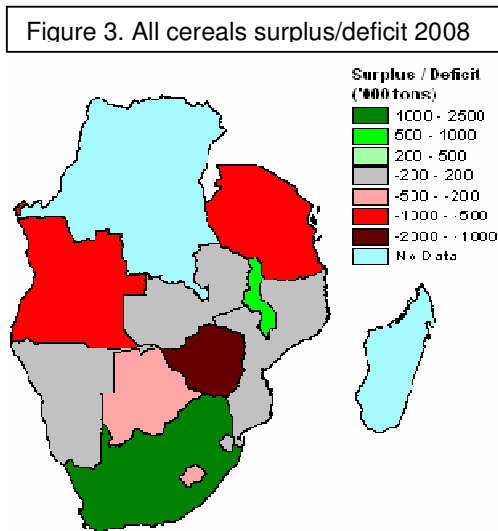 Figure 3. All cereals surplus/deficit 2008
Surplus / Deficit
('000 tons)
1000 - 2500
500 - 1000
200 - 500
-200 - 200
-500 - -200
-1000 - -500
-2000 - -1000
No Data